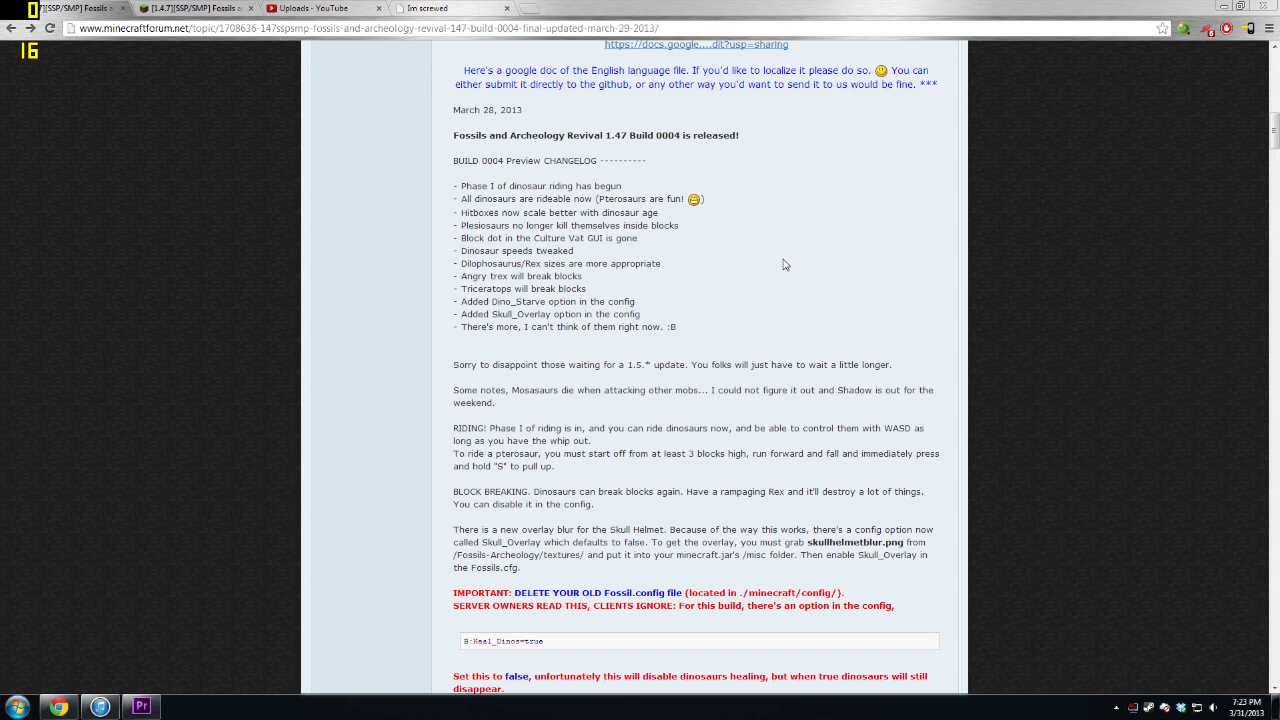 0
16
[1.4.7][SSP/SMP] Fossils a
Uploads - YouTube
Im screwed
www.minecraftforum.net/topic/1708636-147sspsmp-fossils-and-archeology-revival-147-build-0004-final-updated-march-29-2013/
https://docs.google....dit?usp=sharing
Here's a google doc of the English language file. If you'd like to localize it please do so. You can
either submit it directly to the github, or any other way you'd want to send it to us would be fine. ***
March 28, 2013
Fossils and Archeology Revival 1.47 Build 0004 is released!
BUILD 0004 Preview CHANGELOG ----------
- Phase I of dinosaur riding has begun
- All dinosaurs are rideable now (Pterosaurs are fun! )
- Hitboxes now scale better with dinosaur age
- Plesiosaurs no longer kill themselves inside blocks
- Block dot in the Culture Vat GUI is gone
- Dinosaur speeds tweaked
- Dilophosaurus/Rex sizes are more appropriate
- Angry trex will break blocks
- Triceratops will break blocks
- Added Dino_Starve option in the config
- Added Skull_Overlay option in the config
- There's more, I can't think of them right now. :B
Sorry to disappoint those waiting for a 1.5.* update. You folks will just have to wait a little longer.
Some notes, Mosasaurs die when attacking other mobs... I could not figure it out and Shadow is out for the
weekend.
RIDING! Phase I of riding is in, and you can ride dinosaurs now, and be able to control them with WASD as
long as you have the whip out.
To ride a pterosaur, you must start off from at least 3 blocks high, run forward and fall and immediately press
and hold "S" to pull up.
BLOCK BREAKING. Dinosaurs can break blocks again. Have a rampaging Rex and it'll destroy a lot of things.
You can disable it in the config.
There is a new overlay blur for the Skull Helmet. Because of the way this works, there's a config option now
called Skull_Overlay which defaults to false. To get the overlay, you must grab skullhelmetblur.png from
/Fossils-Archeology/textures/ and put it into your minecraft.jar's /misc folder. Then enable Skull_Overlay in
the Fossils.cfg.
IMPORTANT: DELETE YOUR OLD Fossil.config file (located in ./minecraft/config/).
SERVER OWNERS READ THIS, CLIENTS IGNORE: For this build, there's an option in the config,
B:Heal_Dinos=true
Set this to false, unfortunately this will disable dinosaurs healing, but when true dinosaurs will still
disappear.
Pr
7:23 PM
3/31/2013